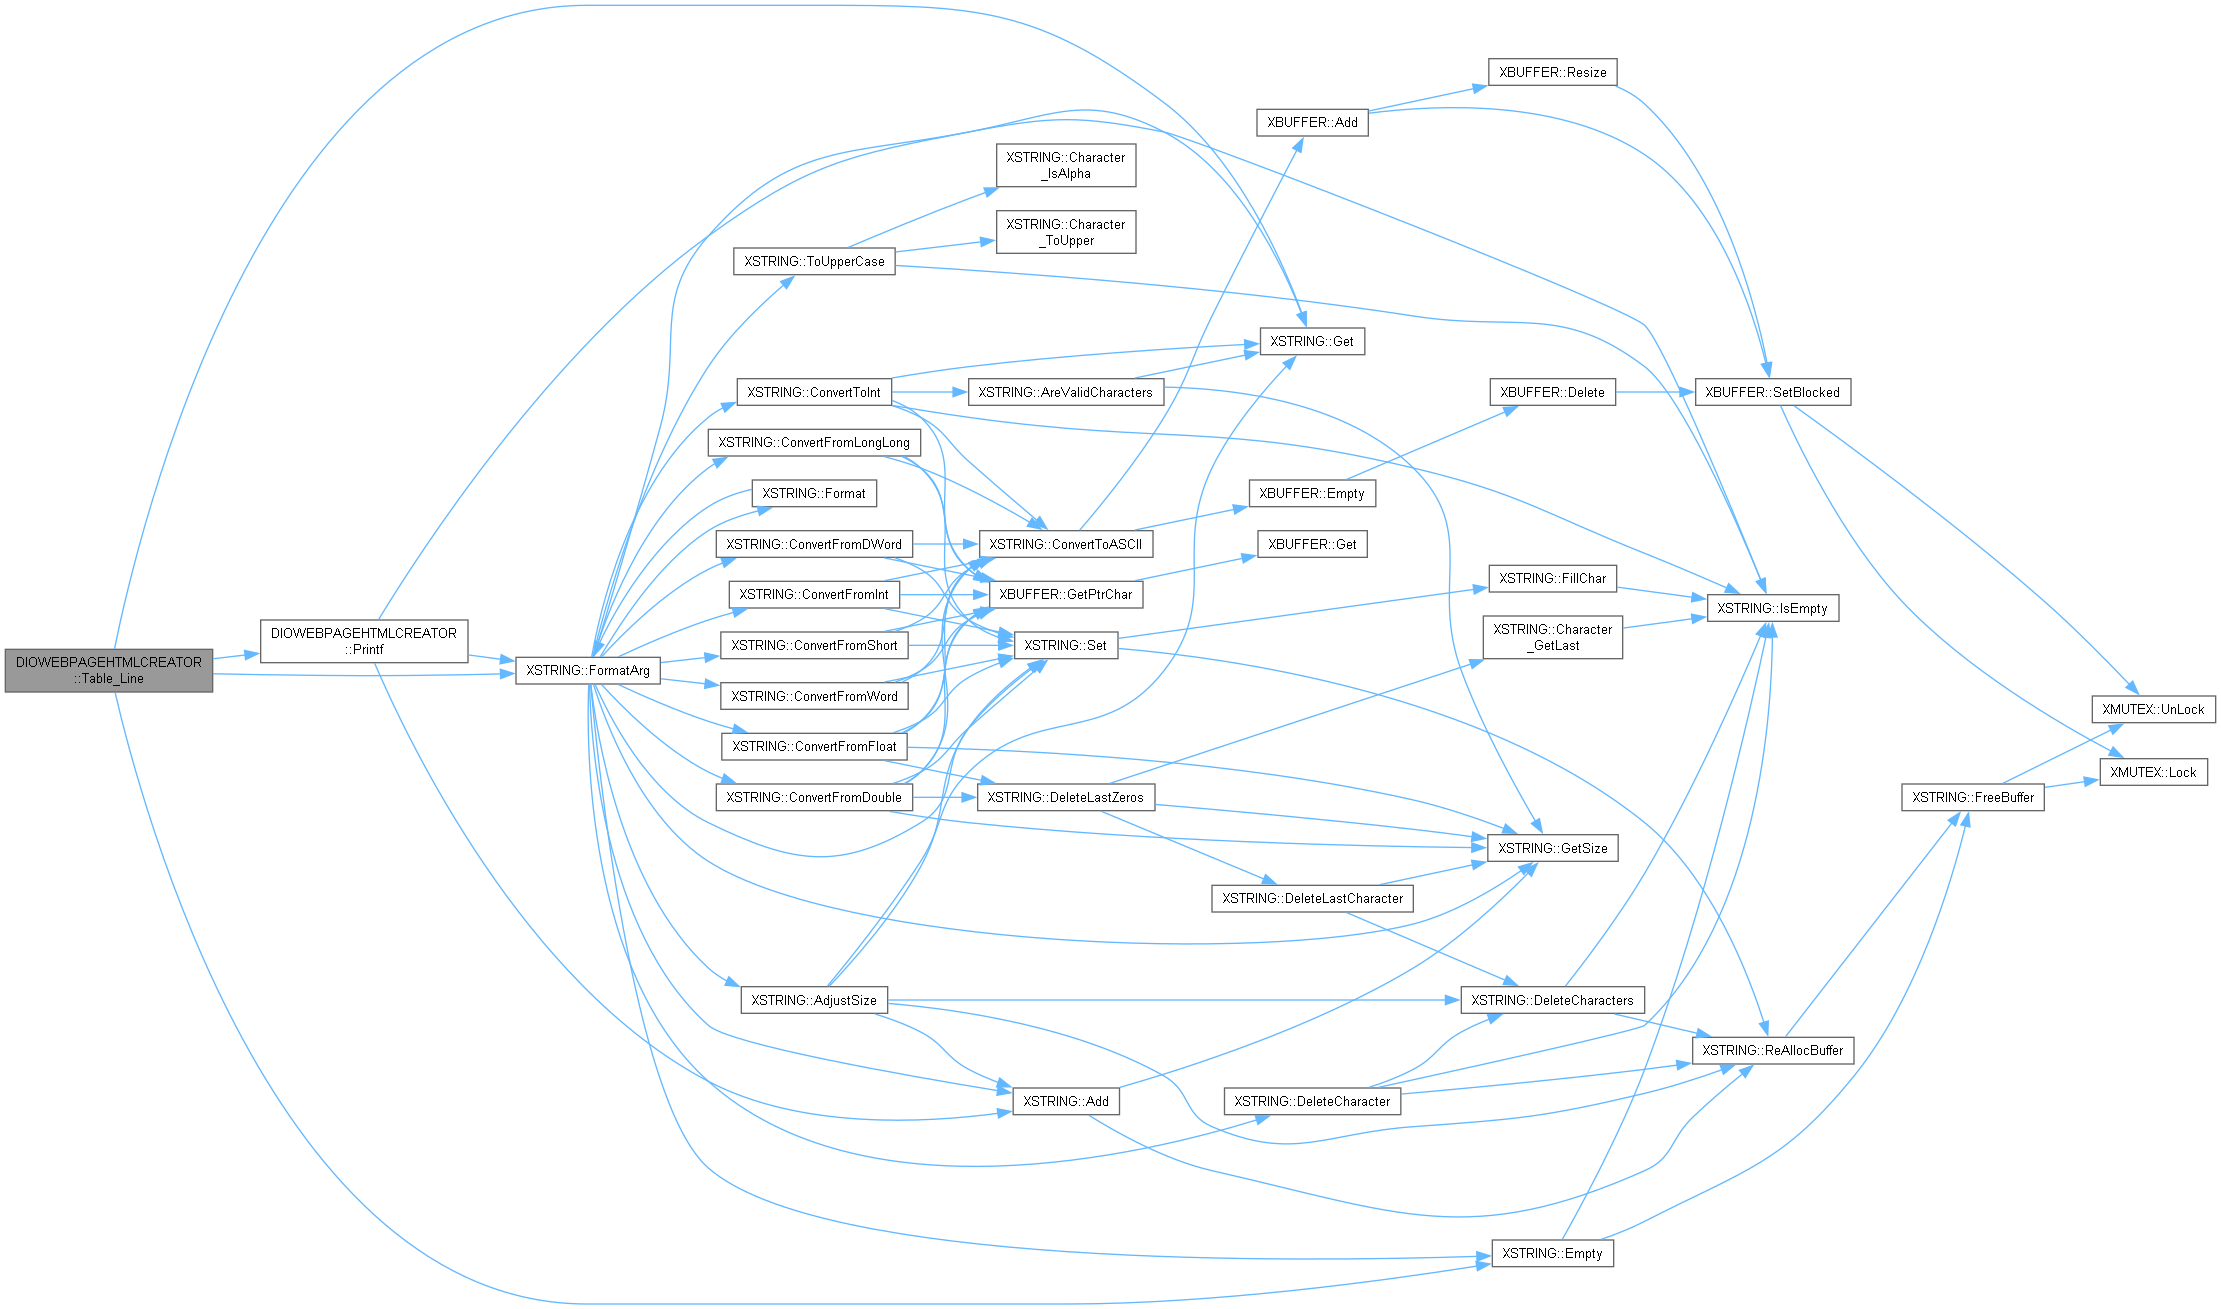 DIOWEBPAGEHTMLCREATOR
::Table_Line
DIOWEBPAGEHTMLCREATOR
::Printf
XSTRING::FormatArg
XSTRING::ToUpperCase
XSTRING::ConvertToInt
XSTRING::ConvertFromLongLong
XSTRING::Format
XSTRING::ConvertFromDWord
XSTRING::ConvertFromInt
XSTRING::ConvertFromShort
XSTRING::ConvertFromWord
XSTRING::ConvertFromFloat
XSTRING::ConvertFromDouble
XSTRING::AdjustSize
XSTRING::Character
_IsAlpha
XSTRING::Character
_ToUpper
XSTRING::AreValidCharacters
XSTRING::ConvertToASCII
XBUFFER::GetPtrChar
XSTRING::Set
XSTRING::DeleteLastZeros
XSTRING::Add
XBUFFER::Add
XSTRING::Get
XBUFFER::Empty
XBUFFER::Get
XSTRING::DeleteLastCharacter
XSTRING::DeleteCharacter
XBUFFER::Resize
XBUFFER::Delete
XSTRING::FillChar
XSTRING::Character
_GetLast
XSTRING::GetSize
XSTRING::DeleteCharacters
XSTRING::Empty
XBUFFER::SetBlocked
XSTRING::IsEmpty
XSTRING::ReAllocBuffer
XSTRING::FreeBuffer
XMUTEX::UnLock
XMUTEX::Lock